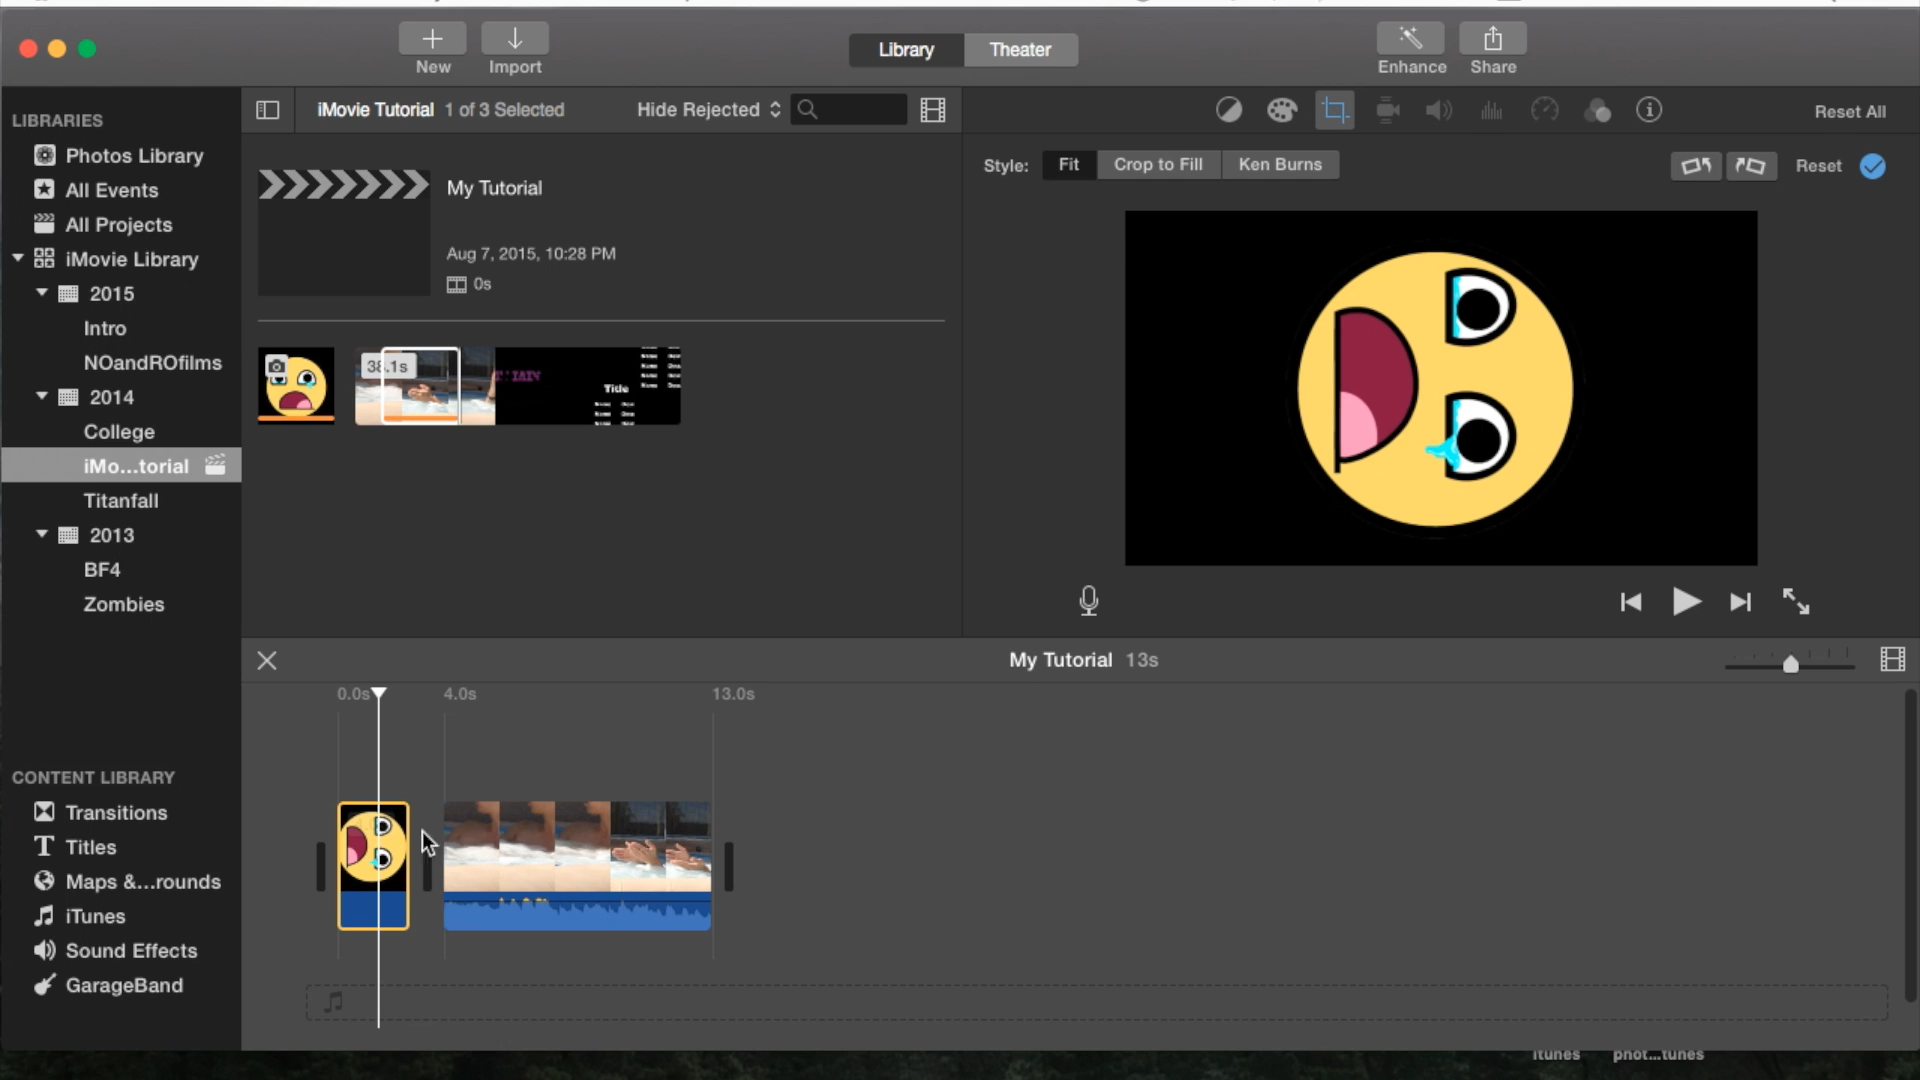 New
Import
Library
Theater
Enhance
Share
LIBRARIES
Photos Library
All Events
All Projects
iMovie Library
2015
Intro
NOandROfilms
2014
College
iMo...torial
Titanfall
2013
BF4
Zombies
CONTENT LIBRARY
Transitions
Titles
Maps &...rounds
iTunes
Sound Effects
GarageBand
iMovie Tutorial 1 of 3 Selected
Hide Rejected
My Tutorial
Aug 7, 2015, 10:28 PM
0s
38.1s
Title
Reset All
Style: Fit Crop to Fill Ken Burns
Reset
My Tutorial 13s
0.0s 4.0s 13.0s
itunes phot...tunes